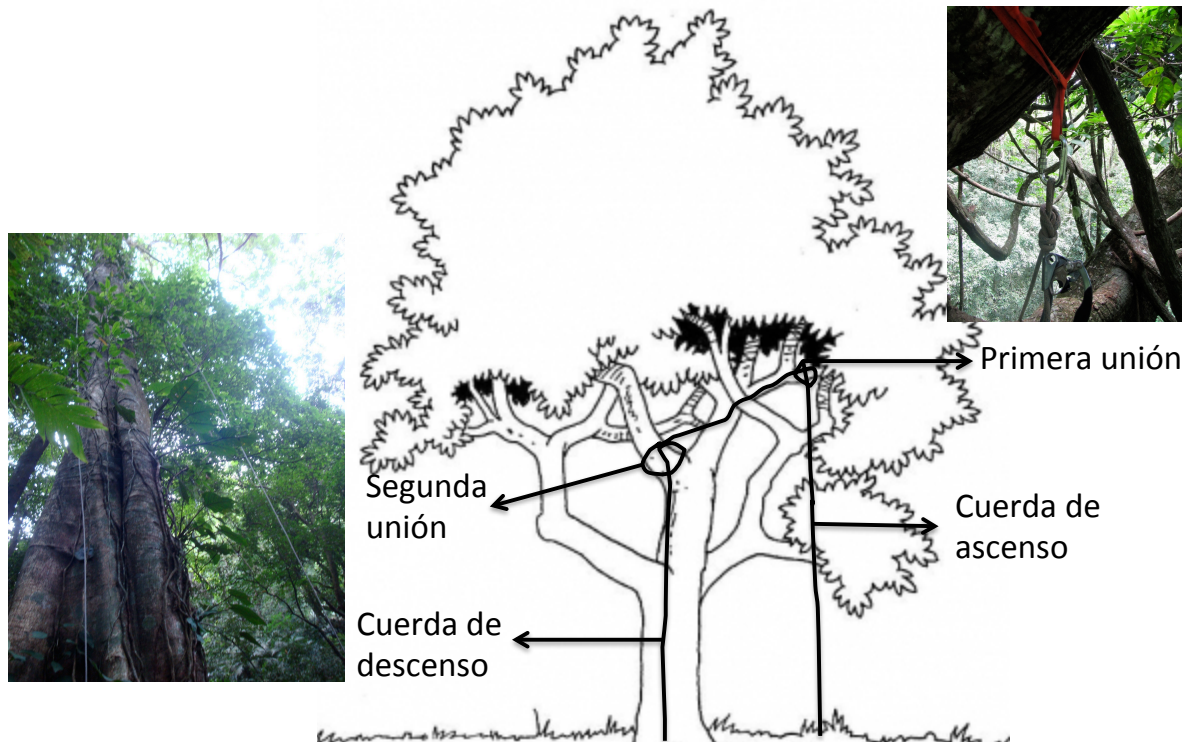 Primera unión
Segunda
unión
Cuerda de
ascenso
Cuerda de
descenso